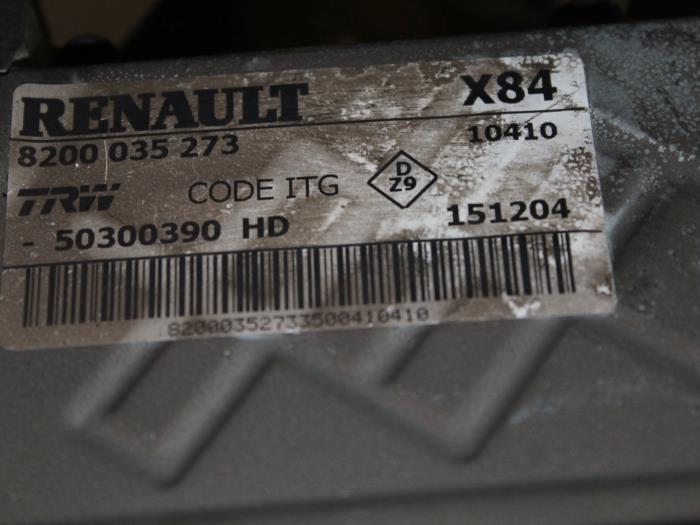 RENAULT X84
8200 035 273 10410
TRW CODE ITG D Z9
- 50300390 HD 151204
82000352733500410410